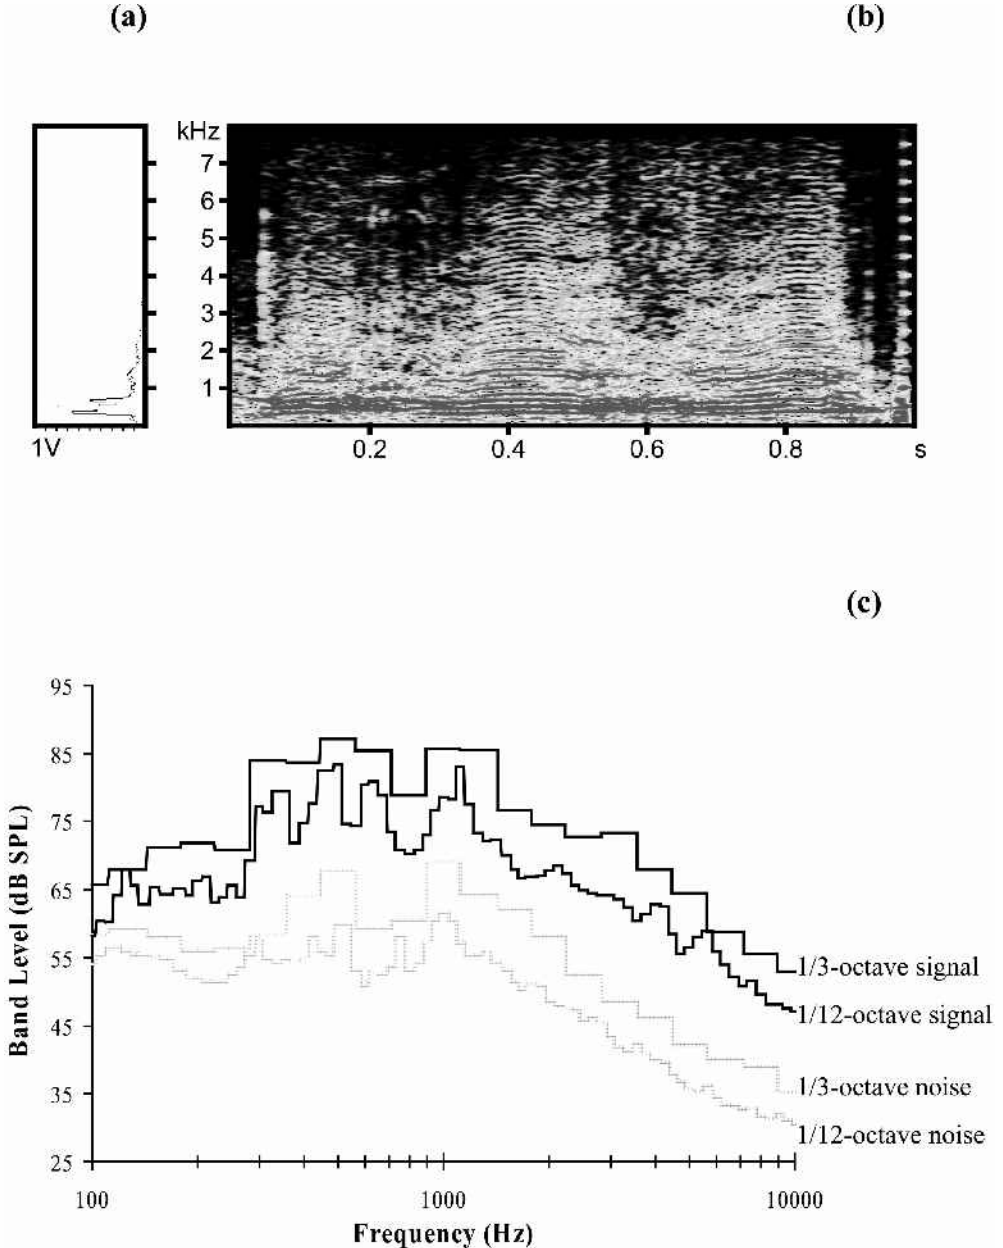 (a)
(b)
kHz
7
6
5
4
3
2
1
1V
0.2
0.4
0.6
0.8
s
(c)
95
85
75
65
55
45
35
25
Band Level (dB SPL)
1/3-octave signal
1/12-octave signal
1/3-octave noise
1/12-octave noise
100
1000
10000
Frequency (Hz)